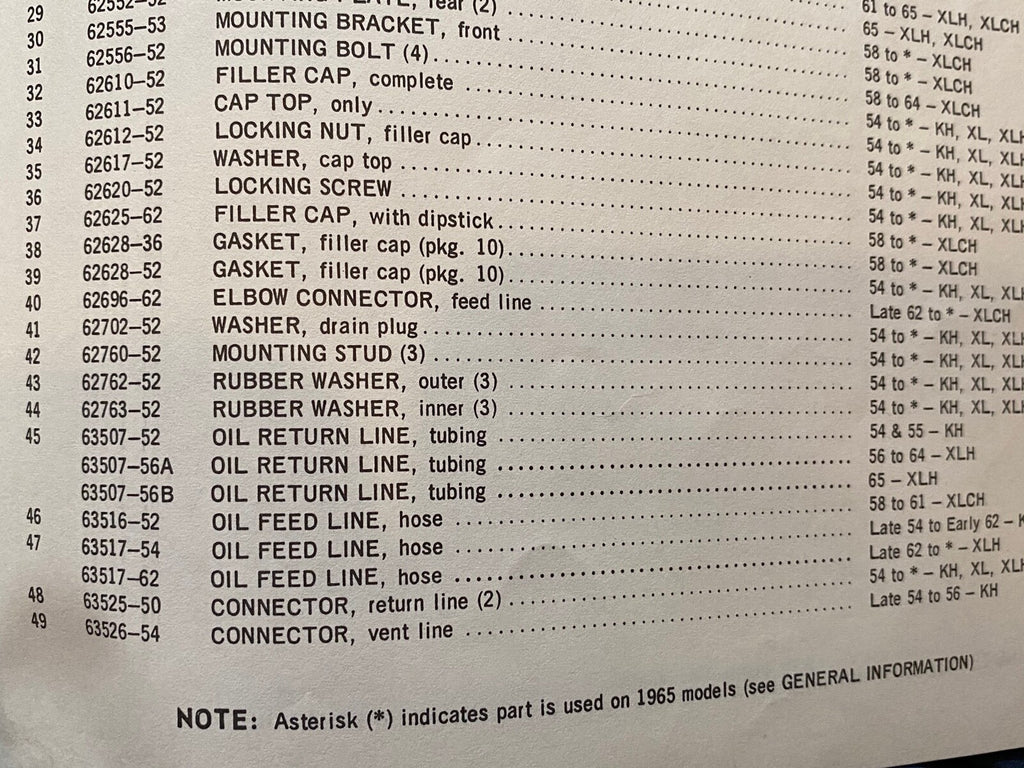 61 to 65 – XLH, XLCH
65 – XLH, XLCH
29 62552–52 MOUNTING PLATE, rear (2) 58 to * – XLCH
30 62555–53 MOUNTING BRACKET, front 58 to * – XLCH
31 62556–52 MOUNTING BOLT (4) 58 to 64 – XLCH
32 62610–52 FILLER CAP, complete 54 to * – KH, XL, XLH
33 62611–52 CAP TOP, only 54 to * – KH, XL, XLH
34 62612–52 LOCKING NUT, filler cap 54 to * – KH, XL, XLH
35 62617–52 WASHER, cap top 54 to * – KH, XL, XLH
36 62620–52 LOCKING SCREW 54 to * – KH, XL, XLH
37 62625–62 FILLER CAP, with dipstick 58 to * – XLCH
38 62628–36 GASKET, filler cap (pkg. 10) 58 to * – XLCH
39 62628–52 GASKET, filler cap (pkg. 10) 54 to * – KH, XL, XLH
40 62696–62 ELBOW CONNECTOR, feed line Late 62 to * – XLCH
41 62702–52 WASHER, drain plug 54 to * – KH, XL, XLH
42 62760–52 MOUNTING STUD (3) 54 to * – KH, XL, XLH
43 62762–52 RUBBER WASHER, outer (3) 54 to * – KH, XL, XLH
44 62763–52 RUBBER WASHER, inner (3) 54 to * – KH, XL, XLH
45 63507–52 OIL RETURN LINE, tubing 54 & 55 – KH
63507–56A OIL RETURN LINE, tubing 56 to 64 – XLH
63507–56B OIL RETURN LINE, tubing 65 – XLH
46 63516–52 OIL FEED LINE, hose 58 to 61 – XLCH
47 63517–54 OIL FEED LINE, hose Late 54 to Early 62 –
63517–62 OIL FEED LINE, hose Late 62 to * – XLH
48 63525–50 CONNECTOR, return line (2) 54 to * – KH, XL, XLH
49 63526–54 CONNECTOR, vent line Late 54 to 56 – KH
NOTE: Asterisk (*) indicates part is used on 1965 models (see GENERAL INFORMATION)